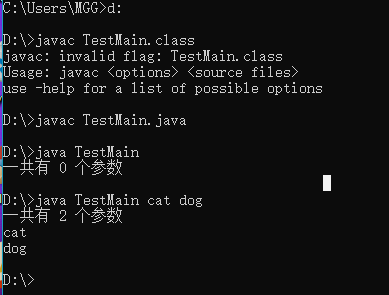 C:\Users\MGG>d:
D:\>javac TestMain.class
javac: invalid flag: TestMain.class
Usage: javac <options> <source files>
use -help for a list of possible options
D:\>javac TestMain.java
D:\>java TestMain
一共有 0 个参数
D:\>java TestMain cat dog
一共有 2 个参数
cat
dog
D:\>